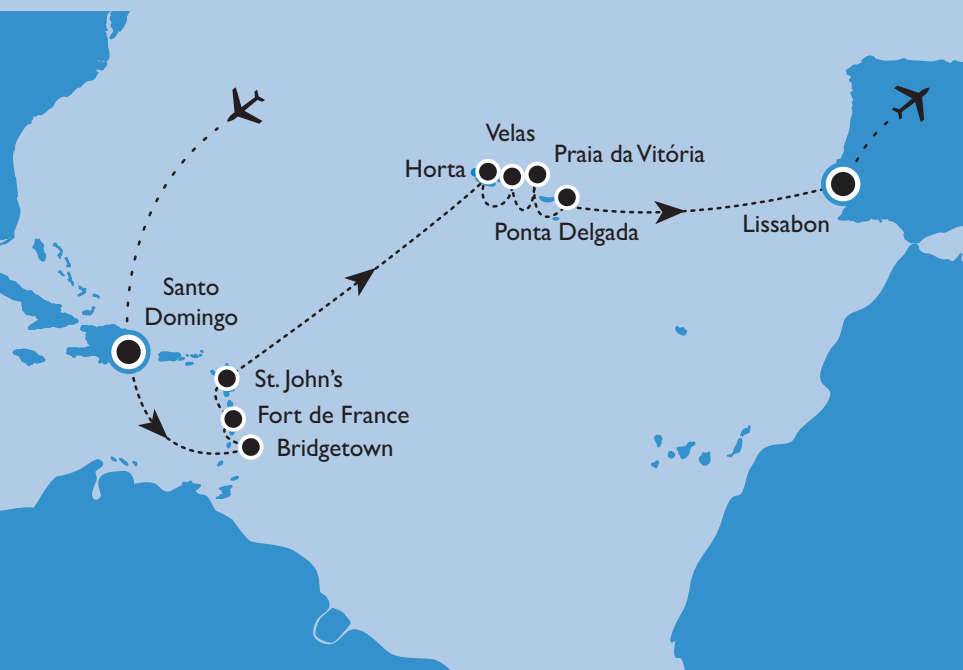 Velas
Praia da Vitória
Horta
Ponta Delgada
Lissabon
Santo
Domingo
St. John's
Fort de France
Bridgetown